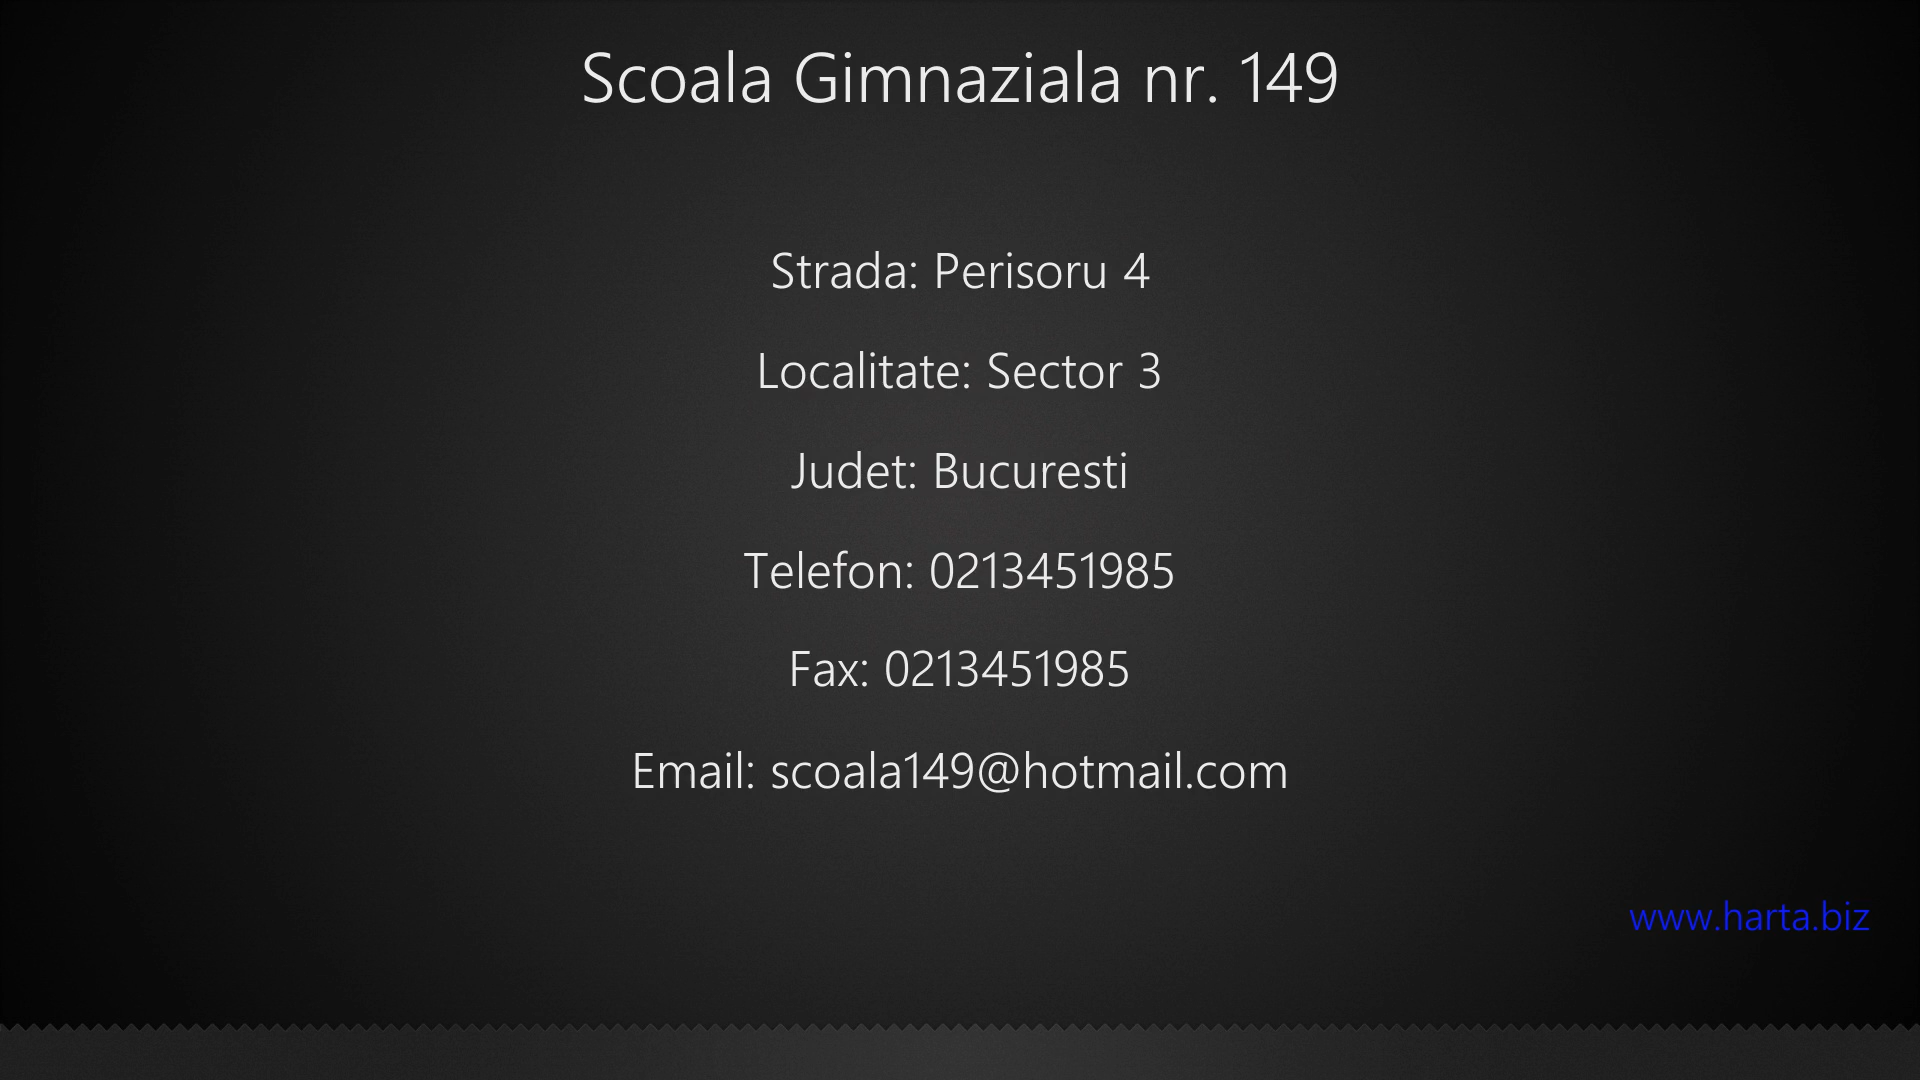 Scoala Gimnaziala nr. 149
Strada: Perisoru 4
Localitate: Sector 3
Judet: Bucuresti
Telefon: 0213451985
Fax: 0213451985
Email: scoala149@hotmail.com
www.harta.biz